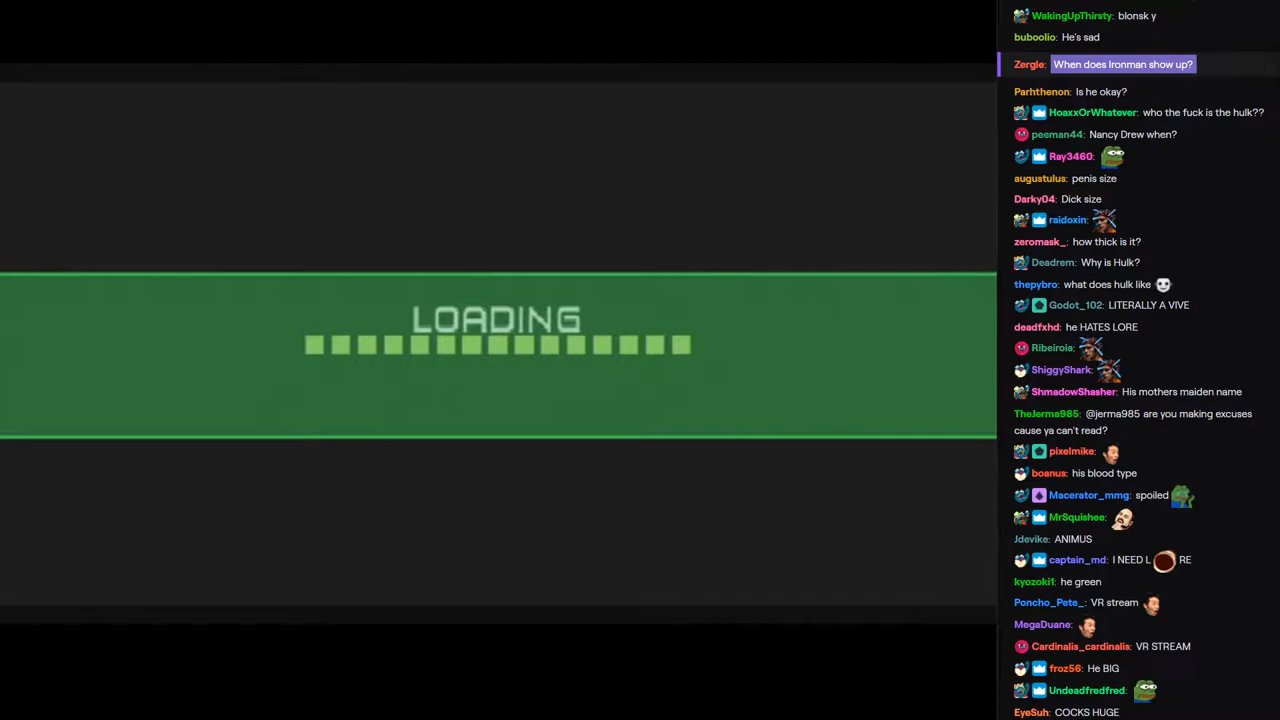 LOADING
WakingUpThirsty: blonsk y
buboolio: He's sad
Zergle: When does Ironman show up?
Parhthenon: Is he okay?
HoaxxOrWhatever: who the fuck is the hulk??
peeman44: Nancy Drew when?
Ray3460:
augustulus: penis size
Darky04: Dick size
raidoxin:
zeromask_: how thick is it?
Deadrem: Why is Hulk?
thepybro: what does hulk like
Godot_102: LITERALLY A VIVE
deadfxhd: he HATES LORE
Ribeiroia:
ShiggyShark:
ShmadowShasher: His mothers maiden name
TheJerma985: @jerma985 are you making excuses
cause ya can't read?
pixelmike:
boanus: his blood type
Macerator_mmg: spoiled
MrSquishee:
Jdevike: ANIMUS
captain_md: I NEED L RE
kyozoki1: he green
Poncho_Pete_: VR stream
MegaDuane:
Cardinalis_cardinalis: VR STREAM
froz56: He BIG
Undeadfredfred:
EyeSuh: COCKS HUGE